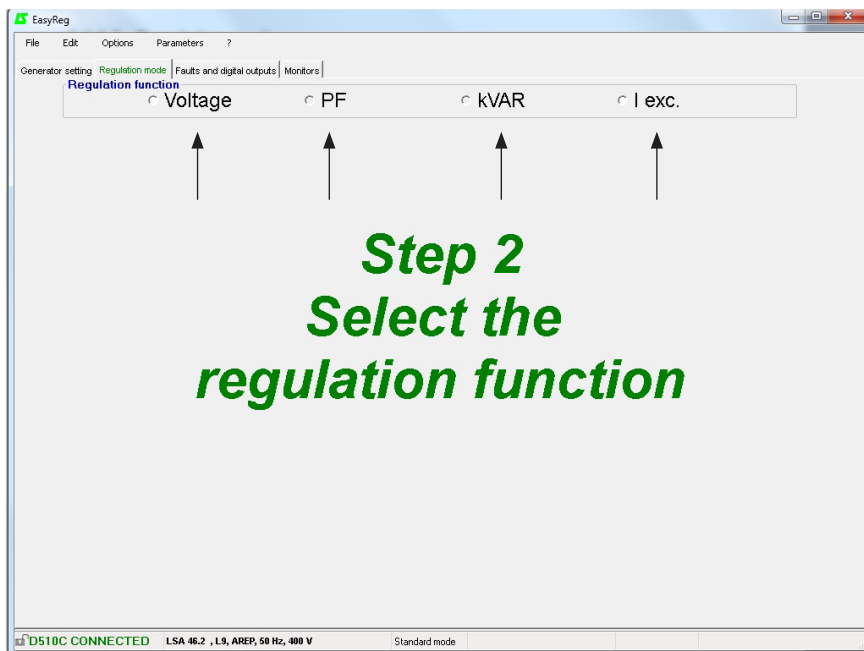 EasyReg
File Edit Options Parameters ?
Generator setting Regulation mode Faults and digital outputs Monitors
Regulation function
Voltage PF kVAR I exc.
Step 2
Select the
regulation function
D510C CONNECTED LSA 46.2 , L9, AREP, 50 Hz, 400 V Standard mode